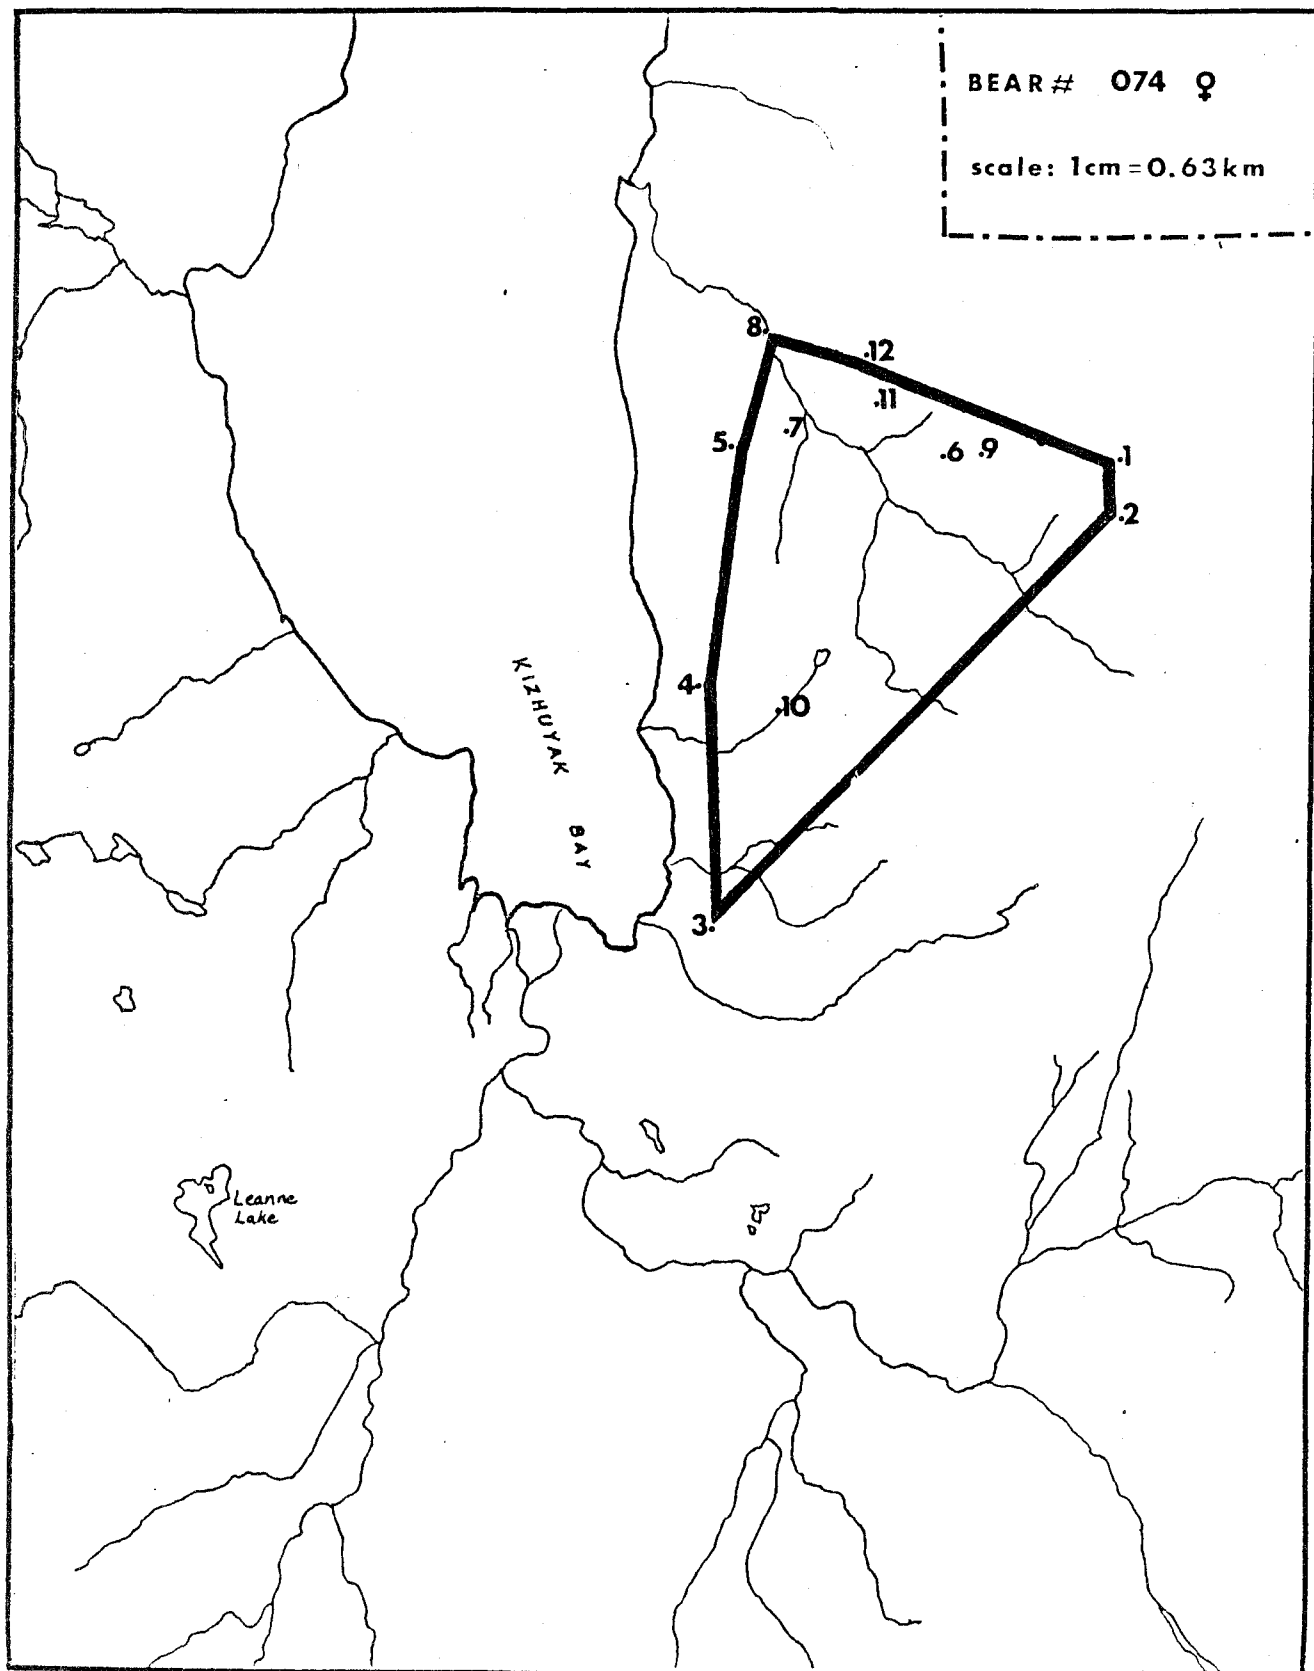 BEAR# 074 ♀
scale: 1cm=0.63km
8.
.12
.11
.7
5.
.6 .9
.1
.2
KIZHUYAK
BAY
4.
.10
3.
Leanne
Lake